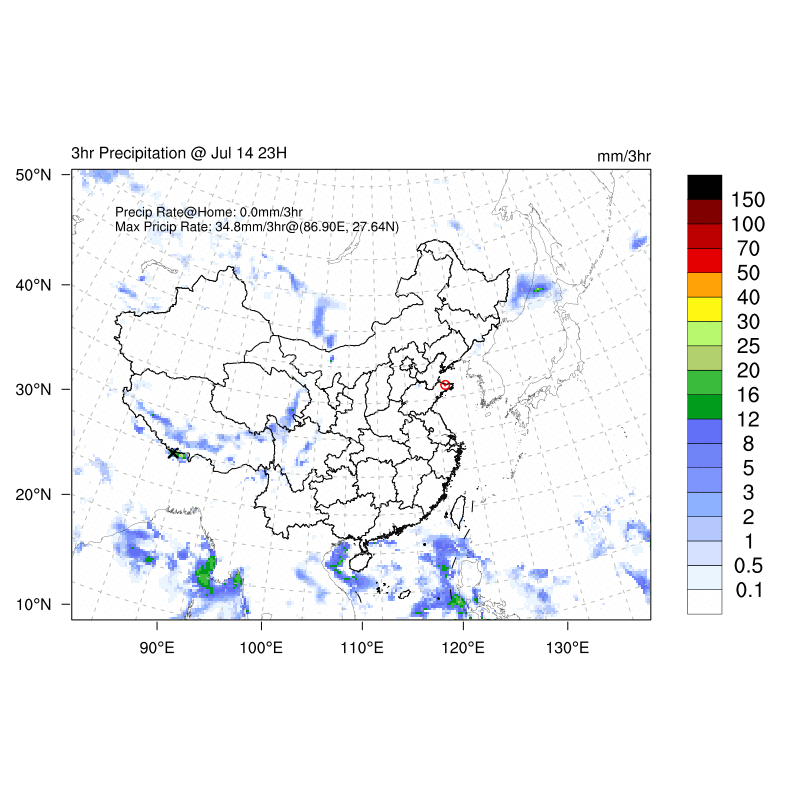 3hr Precipitation @ Jul 14 23H
mm/3hr
Precip Rate@Home: 0.0mm/3hr
Max Pricip Rate: 34.8mm/3hr@(86.90E, 27.64N)
50°N
40°N
30°N
20°N
10°N
90°E
100°E
110°E
120°E
130°E
150
100
70
50
40
30
25
20
16
12
8
5
3
2
1
0.5
0.1